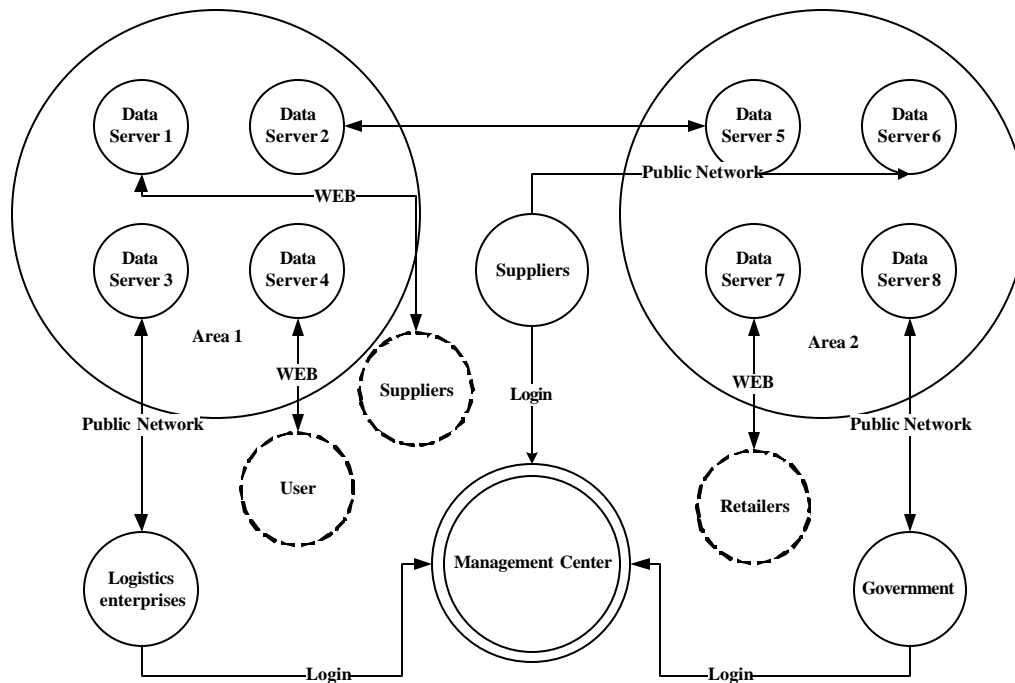 Data
Server 1
Data
Server 2
Data
Server 5
Data
Server 6
WEB
Public Network
Data
Server 3
Data
Server 4
Suppliers
Data
Server 7
Data
Server 8
Area 1
Area 2
WEB
Suppliers
Login
WEB
Public Network
Public Network
User
Retailers
Management Center
Logistics
enterprises
Government
Login
Login